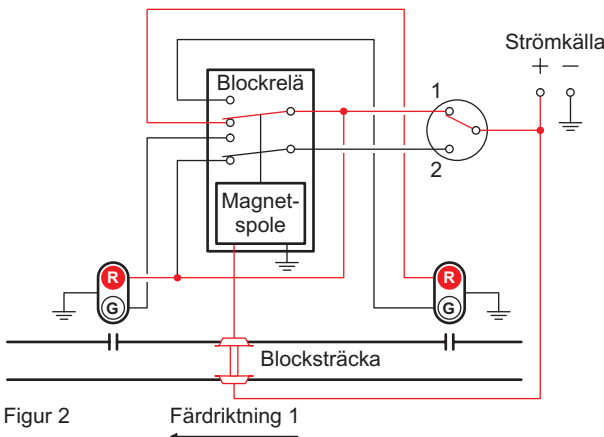 Strömkälla
+ −
Blockrelä
1
2
Magnet-
spole
R
G
R
G
Blocksträcka
Figur 2
Färdriktning 1